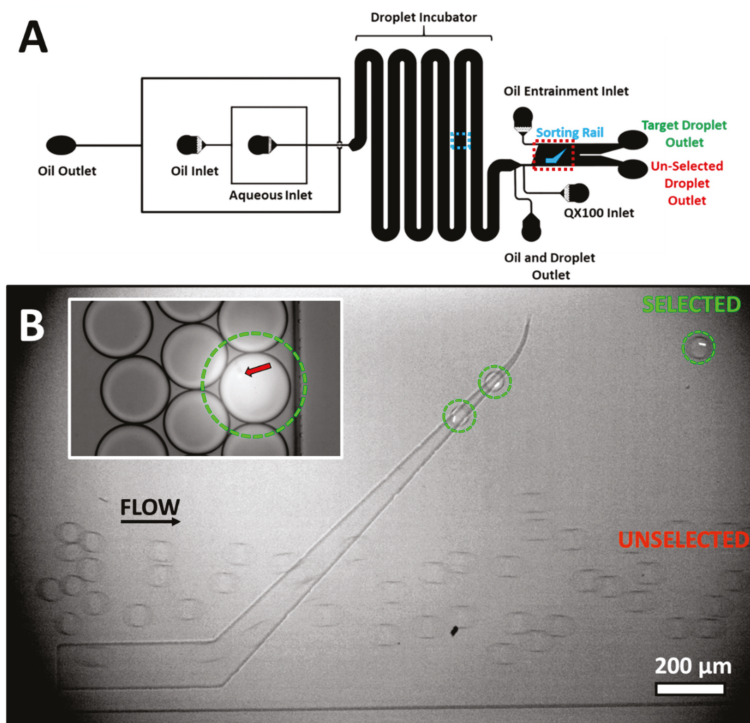 A
Droplet Incubator
Oil Entrainment Inlet
Sorting Rail
Target Droplet
Outlet
Oil Outlet
Oil Inlet
Aqueous Inlet
Un-Selected
Droplet
Outlet
QX100 Inlet
Oil and Droplet
Outlet
B
SELECTED
FLOW
UNSELECTED
200 µm